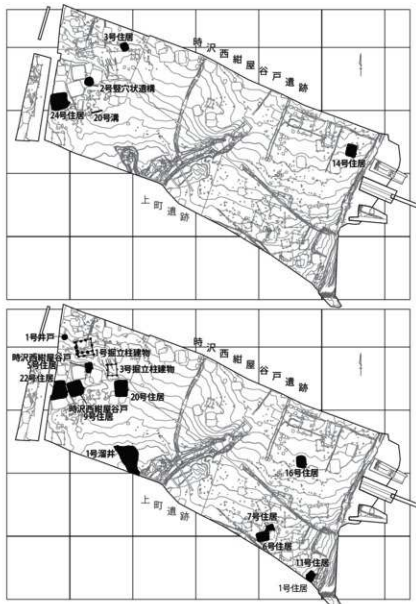 3号住居
時沢西紺屋谷戸遺跡
2号竪穴状遺構
24号住居
20号溝
14号住居
上町遺跡
1号井戸
1号掘立柱建物
時沢西紺屋谷戸遺跡
時沢西紺屋谷戸
5号住居
3号掘立柱建物
22号住居
20号住居
時沢西紺屋谷戸
9号住居
1号溜井
16号住居
上町遺跡
7号住居
6号住居
11号住居
1号住居